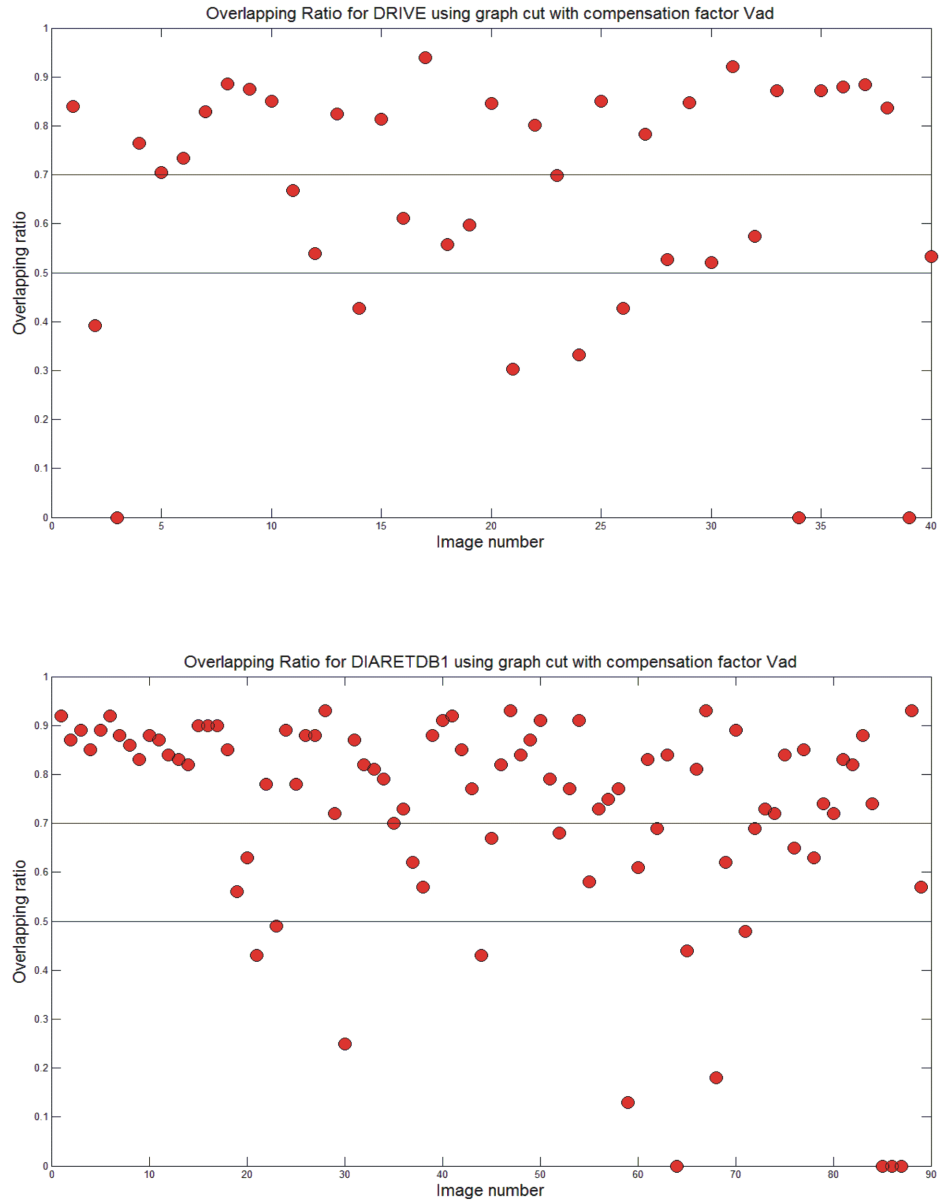 Overlapping Ratio for DRIVE using graph cut with compensation factor Vad
1
0.9
0.8
0.7
0.6
0.5
0.4
0.3
0.2
0.1
0
Overlapping ratio
0 5 10 15 20 25 30 35 40
Image number
Overlapping Ratio for DIARETDB1 using graph cut with compensation factor Vad
1
0.9
0.8
0.7
0.6
0.5
0.4
0.3
0.2
0.1
0
Overlapping ratio
0 10 20 30 40 50 60 70 80 90
Image number